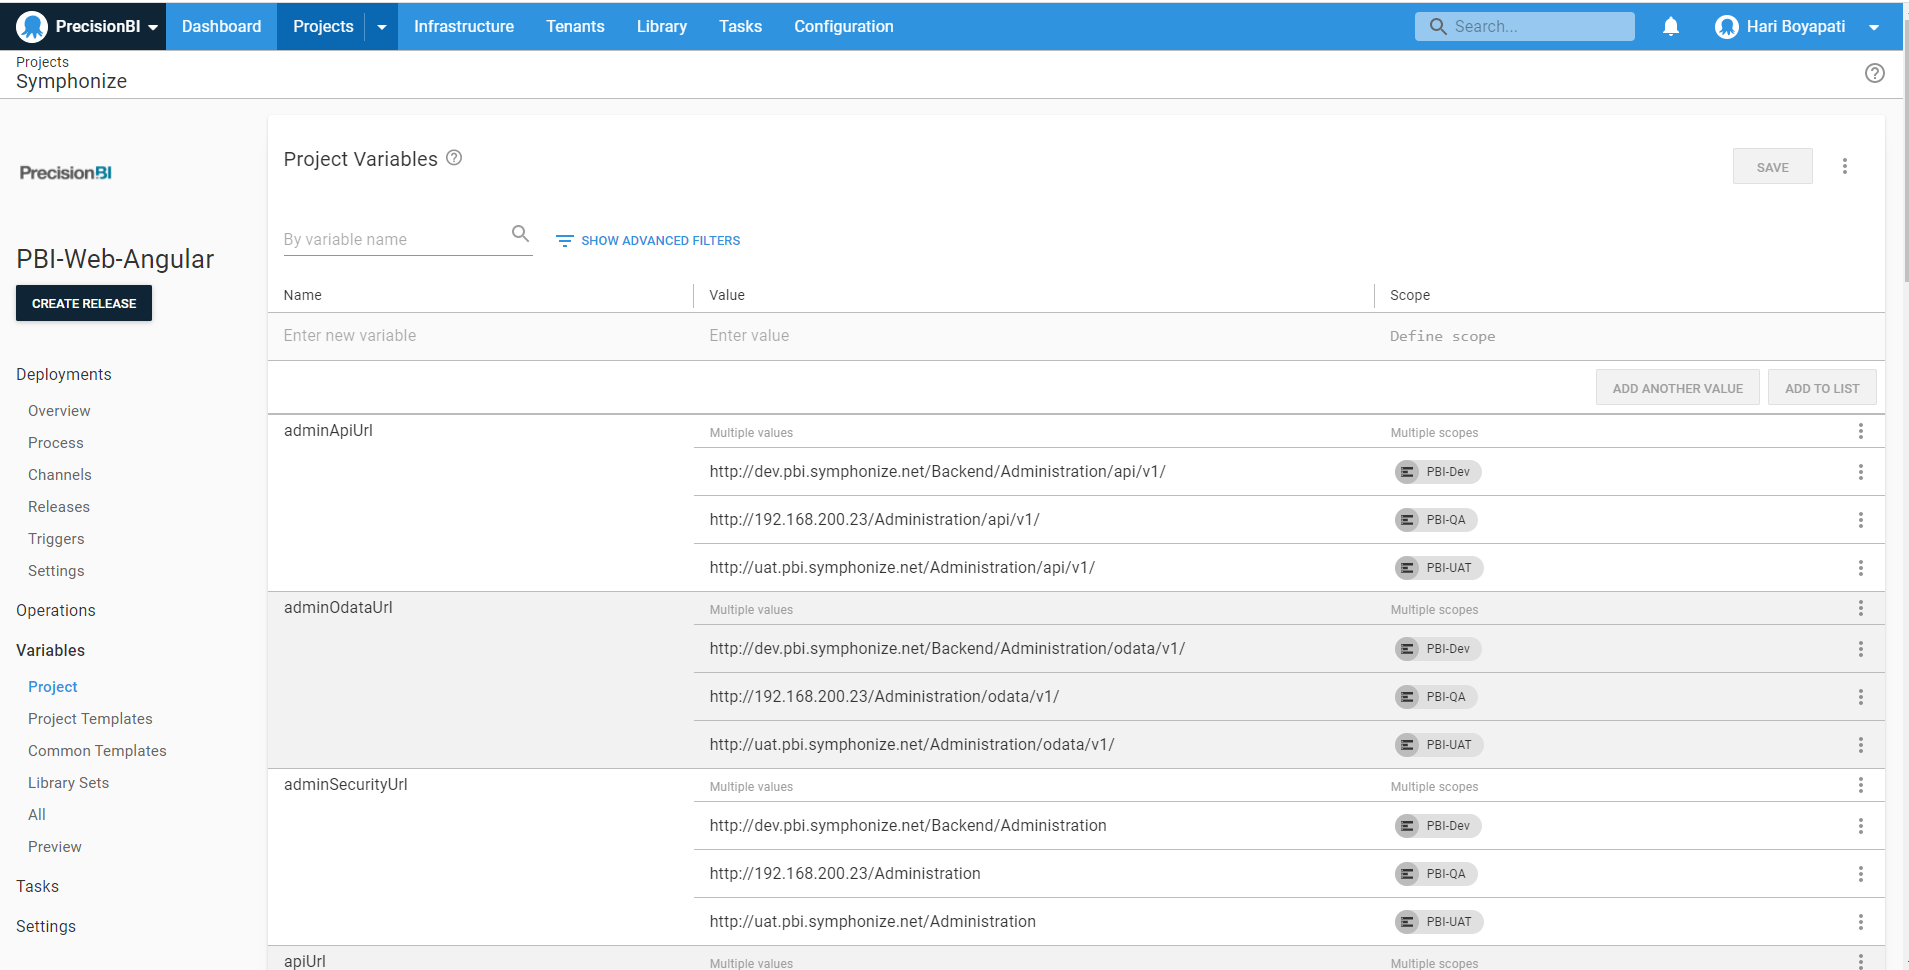 PrecisionBI Dashboard Projects Infrastructure Tenants Library Tasks Configuration Search... Hari Boyapati
Projects
Symphonize
PrecisionBI
PBI-Web-Angular
CREATE RELEASE
Deployments
Overview
Process
Channels
Releases
Triggers
Settings
Operations
Variables
Project
Project Templates
Common Templates
Library Sets
All
Preview
Tasks
Settings
Project Variables
SAVE
By variable name SHOW ADVANCED FILTERS
Name Value Scope
Enter new variable Enter value Define scope
ADD ANOTHER VALUE ADD TO LIST
adminApiUrl Multiple values Multiple scopes
http://dev.pbi.symphonize.net/Backend/Administration/api/v1/ PBI-Dev
http://192.168.200.23/Administration/api/v1/ PBI-QA
http://uat.pbi.symphonize.net/Administration/api/v1/ PBI-UAT
adminOdataUrl Multiple values Multiple scopes
http://dev.pbi.symphonize.net/Backend/Administration/odata/v1/ PBI-Dev
http://192.168.200.23/Administration/odata/v1/ PBI-QA
http://uat.pbi.symphonize.net/Administration/odata/v1/ PBI-UAT
adminSecurityUrl Multiple values Multiple scopes
http://dev.pbi.symphonize.net/Backend/Administration PBI-Dev
http://192.168.200.23/Administration PBI-QA
http://uat.pbi.symphonize.net/Administration PBI-UAT
apiUrl Multiple values Multiple scopes